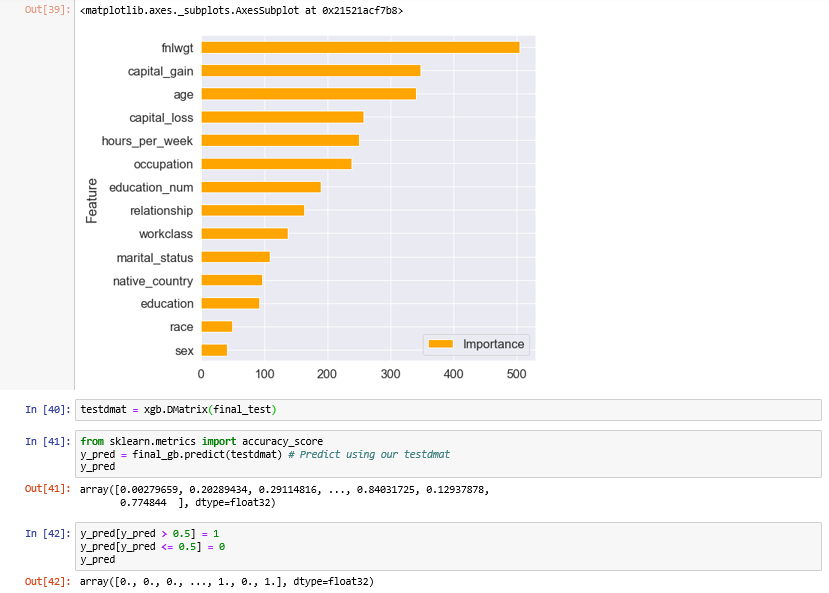 Out[39]: <matplotlib.axes._subplots.AxesSubplot at 0x21521acf7b8>
Feature
fnlwgt
capital_gain
age
capital_loss
hours_per_week
occupation
education_num
relationship
workclass
marital_status
native_country
education
race
sex
Importance
0 100 200 300 400 500
In [40]: testdmat = xgb.DMatrix(final_test)
In [41]: from sklearn.metrics import accuracy_score
y_pred = final_gb.predict(testdmat) # Predict using our testdmat
y_pred
Out[41]: array([0.00279659, 0.20289434, 0.29114816, ..., 0.84031725, 0.12937878,
0.774844 ], dtype=float32)
In [42]: y_pred[y_pred > 0.5] = 1
y_pred[y_pred <= 0.5] = 0
y_pred
Out[42]: array([0., 0., 0., ..., 1., 0., 1.], dtype=float32)